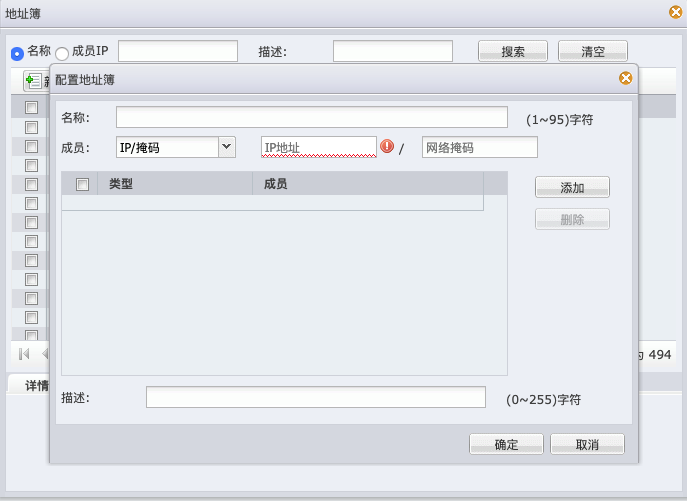 地址簿
名称 成员IP 描述: 搜索 清空
配置地址簿
名称: (1~95)字符
成员: IP/掩码 IP地址 / 网络掩码
类型 成员 添加
删除
494
详情
描述: (0~255)字符
确定 取消